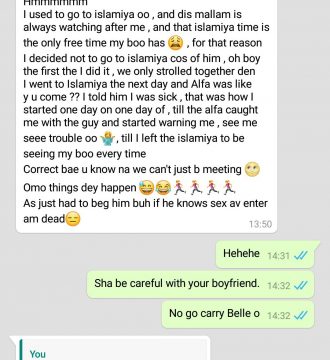 Hmmmmmm
I used to go to islamiya oo , and dis mallam is
always watching after me , and that islamiya time
is the only free time my boo has 😩 , for that reason
I decided not to go to islamiya cos of him , oh boy
the first the I did it , we only strolled together den
I went to Islamiya the next day and Alfa was like
y u come ?? I told him I was sick , that was how I
started one day on one day of , till the alfa caught
me with the guy and started warning me , see me
seee trouble oo 🤷‍♀️, till I left the islamiya to be
seeing my boo every time
Correct bae u know na we can't just b meeting 😬
Omo things dey happen 😅😂🏃‍♀️🏃‍♀️🏃‍♀️🏃‍♀️
As just had to beg him buh if he knows sex av enter
am dead😑
13:50
Hehehe 14:31
Sha be careful with your boyfriend. 14:32
No go carry Belle o 14:32
You